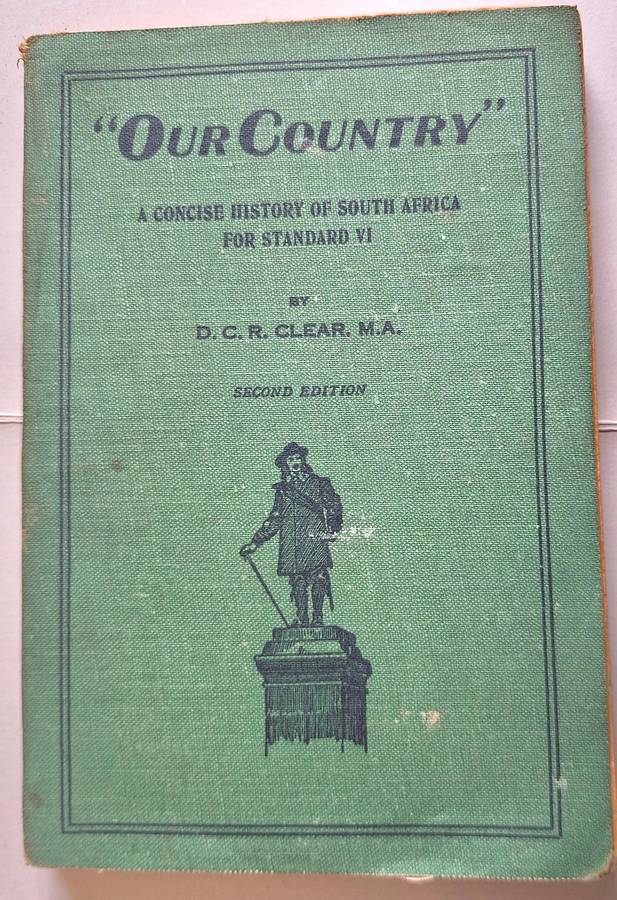 "OUR COUNTRY"
A CONCISE HISTORY OF SOUTH AFRICA
FOR STANDARD VI
BY
D. C. R. CLEAR, M.A.
SECOND EDITION